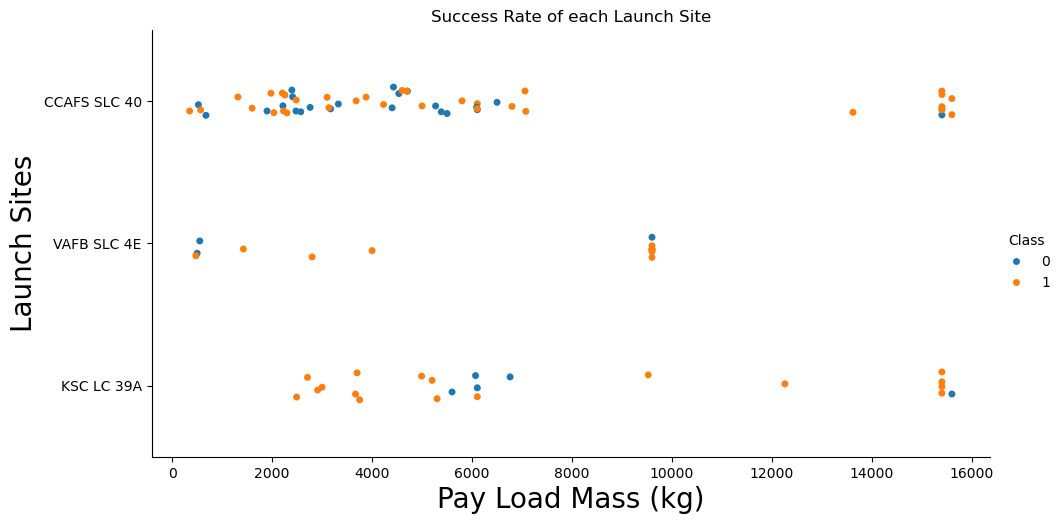 Success Rate of each Launch Site
Launch Sites
CCAFS SLC 40
VAFB SLC 4E
KSC LC 39A
0 2000 4000 6000 8000 10000 12000 14000 16000
Pay Load Mass (kg)
Class
0
1